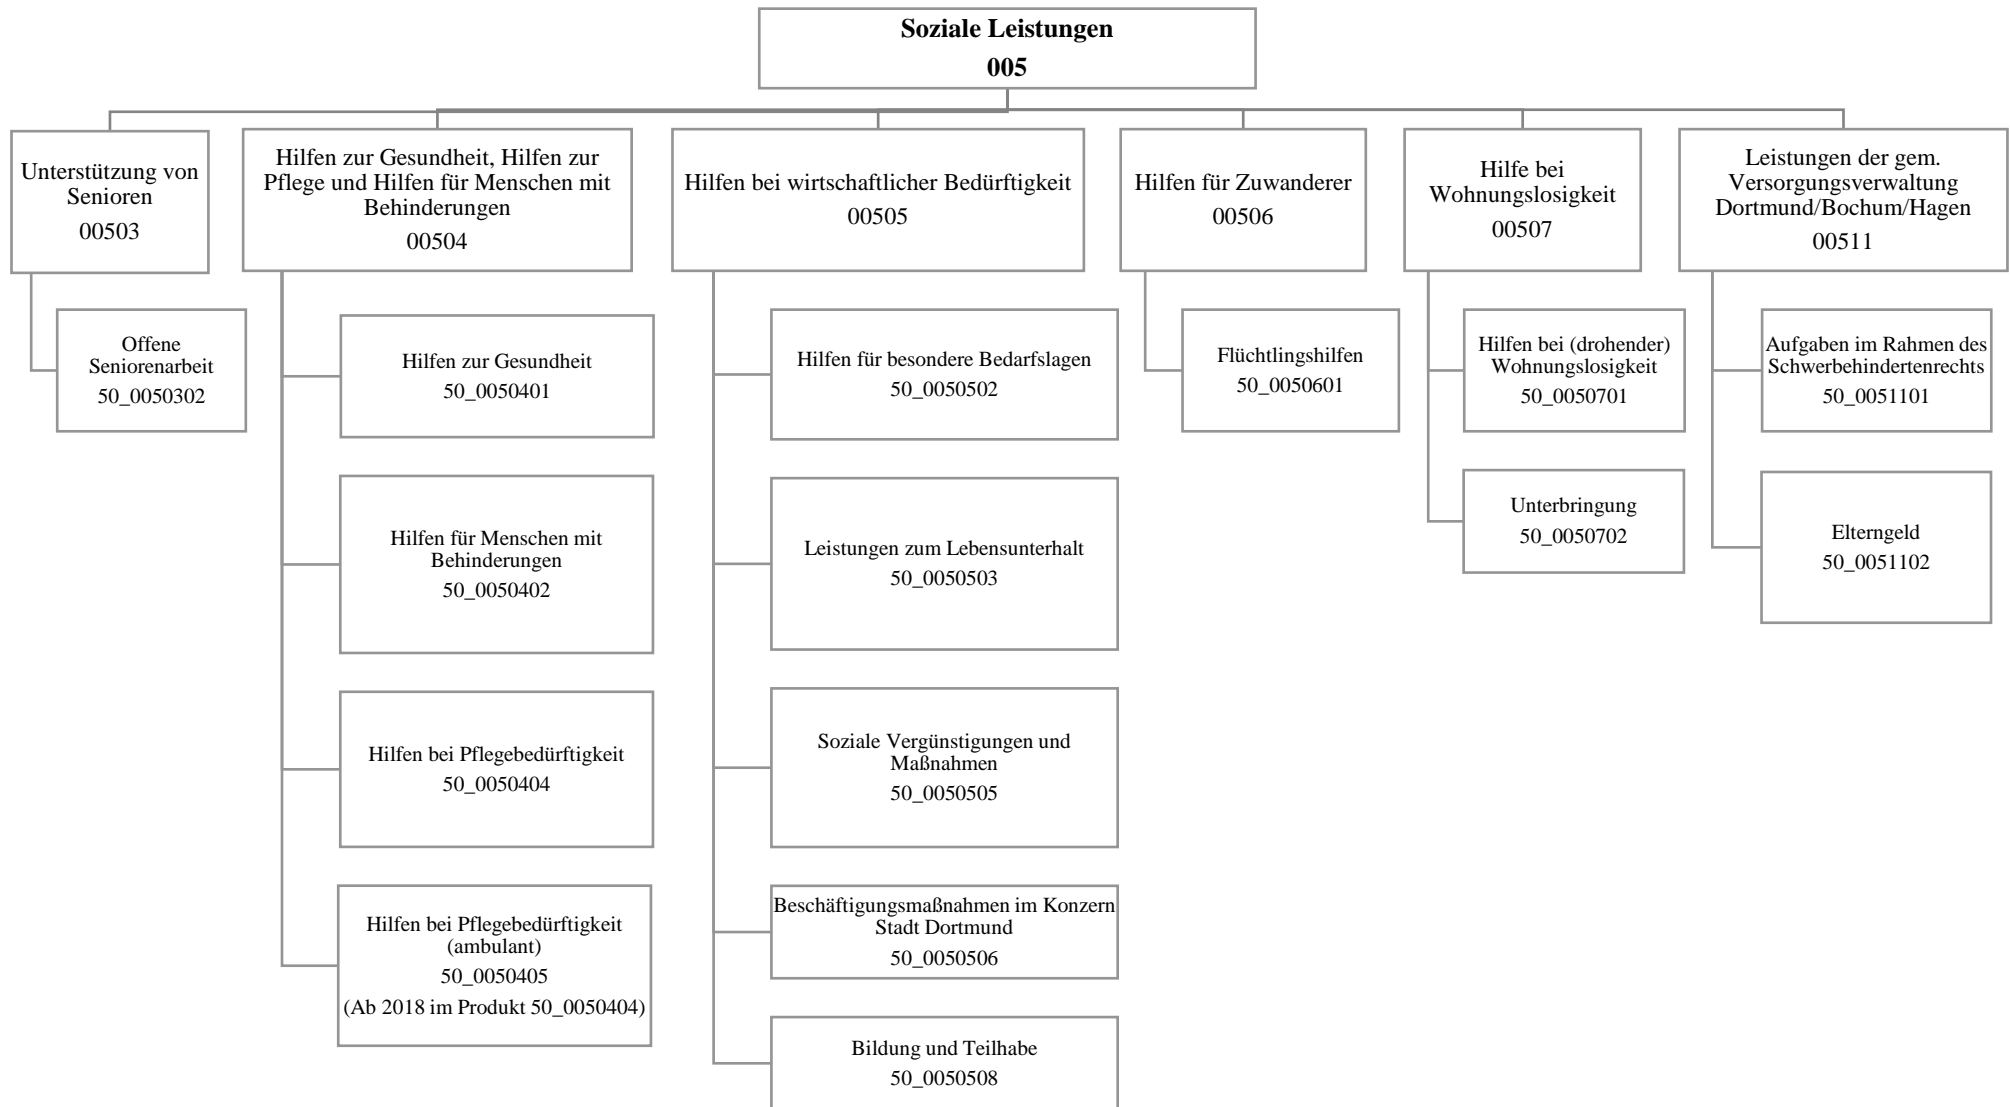 Soziale Leistungen
005
Unterstützung von
Senioren
00503
Hilfen zur Gesundheit, Hilfen zur
Pflege und Hilfen für Menschen mit
Behinderungen
00504
Hilfen bei wirtschaftlicher Bedürftigkeit
00505
Hilfen für Zuwanderer
00506
Hilfe bei
Wohnungslosigkeit
00507
Leistungen der gem.
Versorgungsverwaltung
Dortmund/Bochum/Hagen
00511
Offene
Seniorenarbeit
50_0050302
Hilfen zur Gesundheit
50_0050401
Hilfen für Menschen mit
Behinderungen
50_0050402
Hilfen bei Pflegebedürftigkeit
50_0050404
Hilfen bei Pflegebedürftigkeit
(ambulant)
50_0050405
(Ab 2018 im Produkt 50_0050404)
Hilfen für besondere Bedarfslagen
50_0050502
Leistungen zum Lebensunterhalt
50_0050503
Soziale Vergünstigungen und
Maßnahmen
50_0050505
Beschäftigungsmaßnahmen im Konzern
Stadt Dortmund
50_0050506
Bildung und Teilhabe
50_0050508
Flüchtlingshilfen
50_0050601
Hilfen bei (drohender)
Wohnungslosigkeit
50_0050701
Unterbringung
50_0050702
Aufgaben im Rahmen des
Schwerbehindertenrechts
50_0051101
Elterngeld
50_0051102